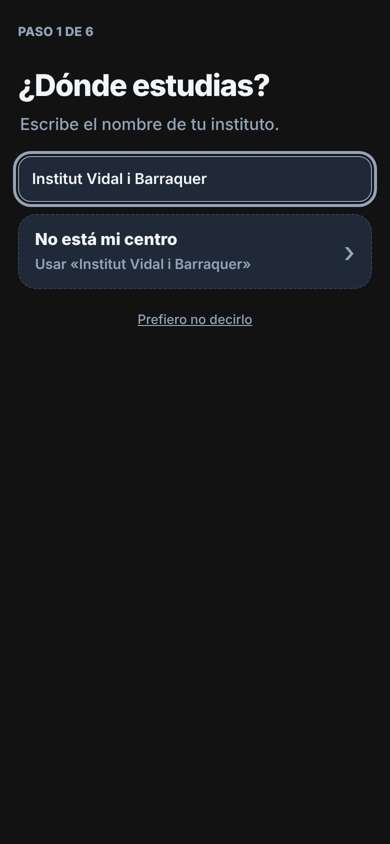 PASO 1 DE 6
¿Dónde estudias?
Escribe el nombre de tu instituto.
Institut Vidal i Barraquer
No está mi centro
Usar «Institut Vidal i Barraquer»
Prefiero no decirlo